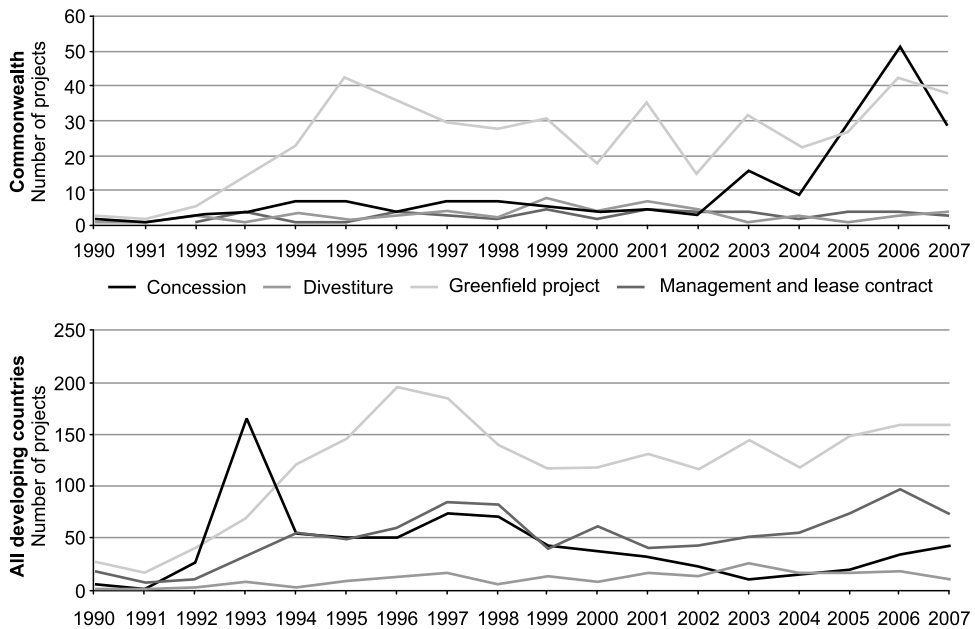 Commonwealth
Number of projects
60
50
40
30
20
10
0
1990 1991 1992 1993 1994 1995 1996 1997 1998 1999 2000 2001 2002 2003 2004 2005 2006 2007
Concession Divestiture Greenfield project Management and lease contract
All developing countries
Number of projects
250
200
150
100
50
0
1990 1991 1992 1993 1994 1995 1996 1997 1998 1999 2000 2001 2002 2003 2004 2005 2006 2007